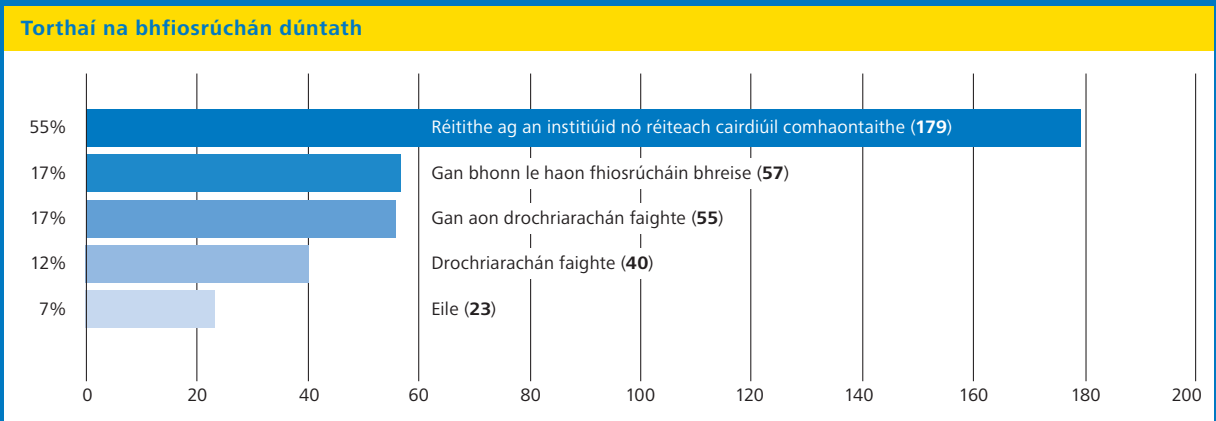 Torthaí na bhfiosrúchán dúntath
55% Réitithe ag an institiúid nó réiteach cairdiúil comhaontaithe (179)
17% Gan bhonn le haon fhiosrúcháin bhreise (57)
17% Gan aon drochriarachán faighte (55)
12% Drochriarachán faighte (40)
7% Eile (23)
0 20 40 60 80 100 120 140 160 180 200